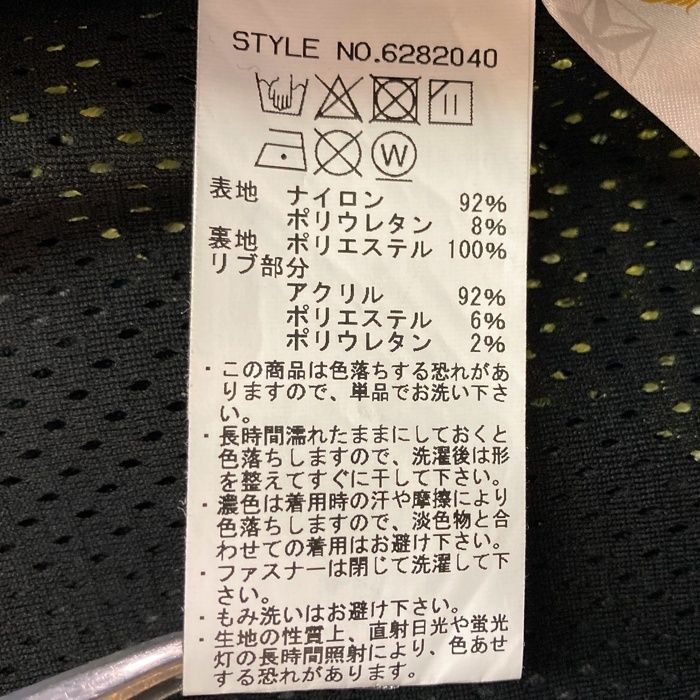 STYLE NO.6282040
W
表地 ナイロン 92%
ポリウレタン 8%
裏地 ポリエステル 100%
リブ部分
アクリル 92%
ポリエステル 6%
ポリウレタン 2%
・この商品は色落ちする恐れがあ
りますので、単品でお洗い下さ
い。
・長時間濡れたままにしておくと
色落ちしますので、洗濯後は形
を整えてすぐに干して下さい。
・濃色は着用時の汗や摩擦により
色落ちしますので、淡色物と合
わせての着用はお避け下さい。
・ファスナーは閉じて洗濯して下
さい。
・もみ洗いはお避け下さい。
・生地の性質上、直射日光や蛍光
灯の長時間照射により、色あせ
する恐れがあります。